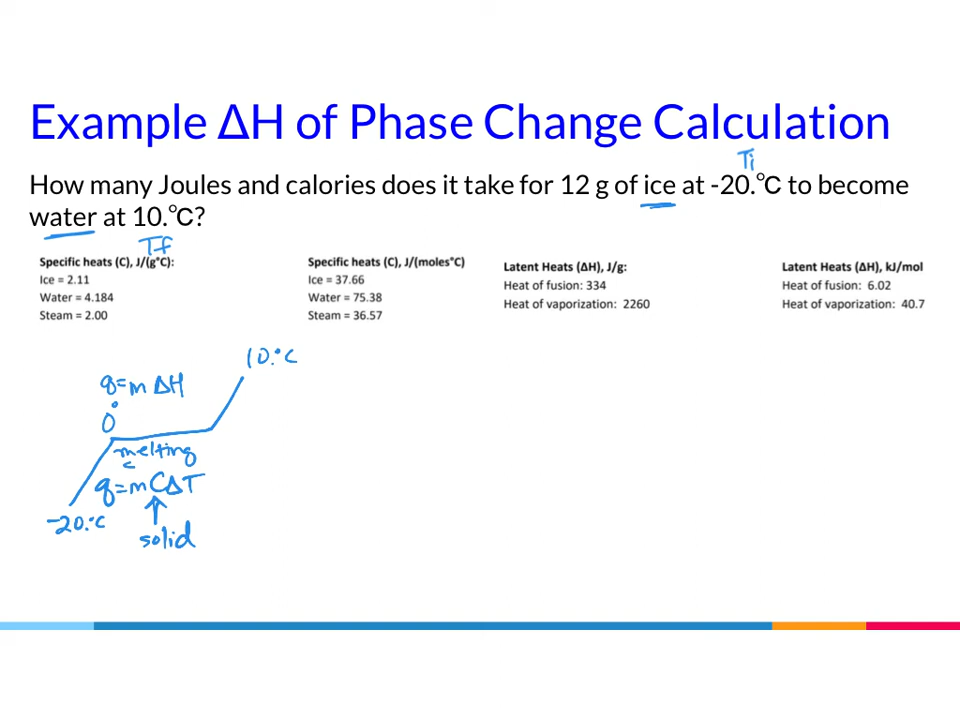 Example ΔH of Phase Change Calculation
Ti
How many Joules and calories does it take for 12 g of ice at -20.°C to become
water at 10.°C?
Tf
Specific heats (C), J/(g°C):
Ice = 2.11
Water = 4.184
Steam = 2.00
Specific heats (C), J/(moles°C)
Ice = 37.66
Water = 75.38
Steam = 36.57
Latent Heats (ΔH), J/g:
Heat of fusion: 334
Heat of vaporization: 2260
Latent Heats (ΔH), kJ/mol
Heat of fusion: 6.02
Heat of vaporization: 40.7
10.°C
q=m ΔH
0°
melting
q=mCΔT
-20.°C
solid